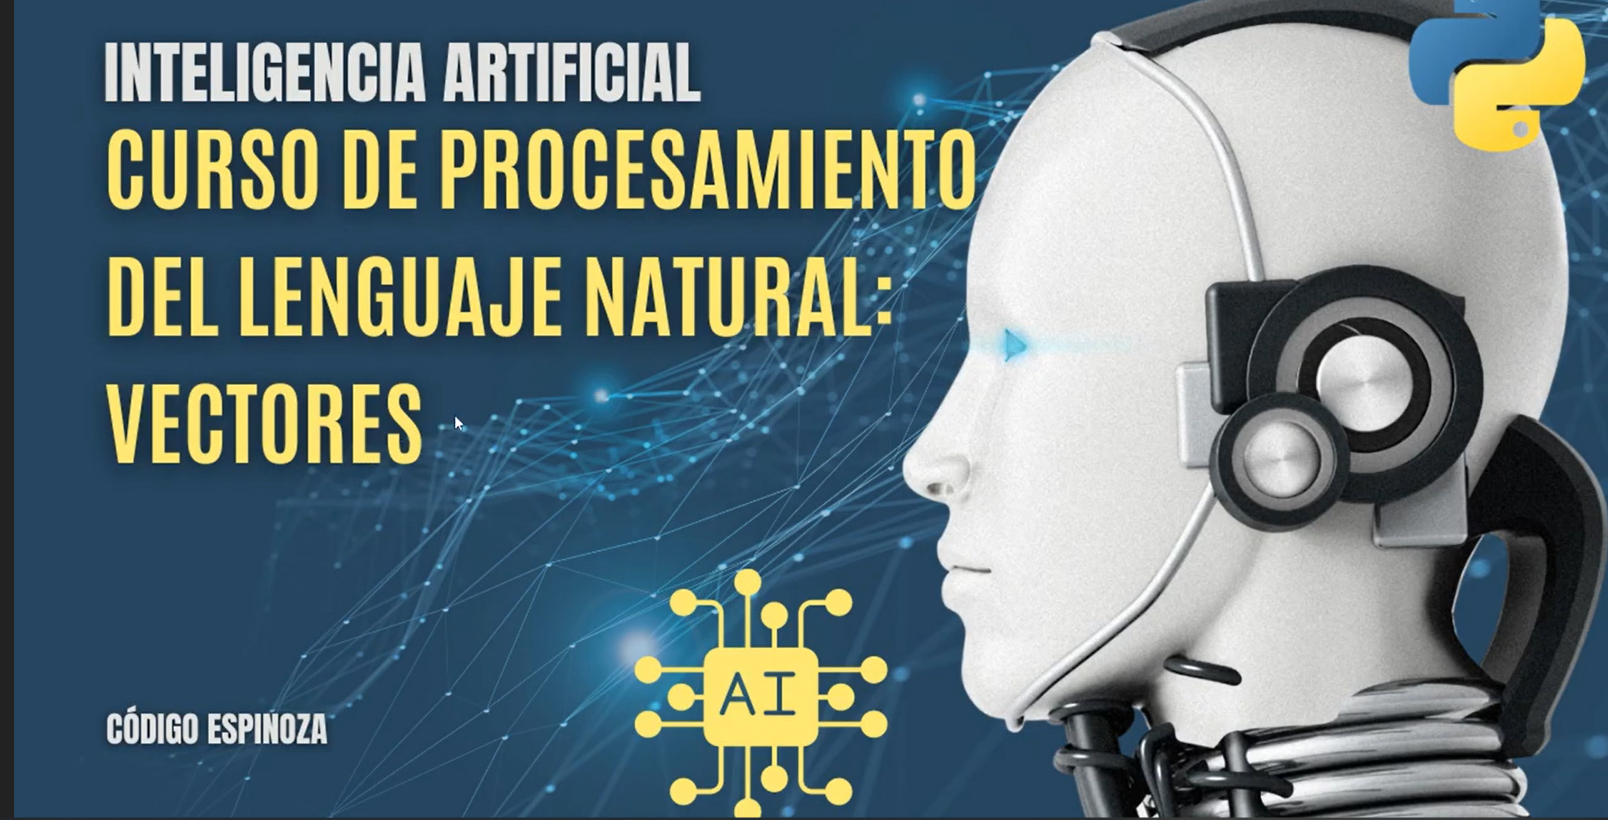 INTELIGENCIA ARTIFICIAL
CURSO DE PROCESAMIENTO
DEL LENGUAJE NATURAL:
VECTORES
AI
CÓDIGO ESPINOZA